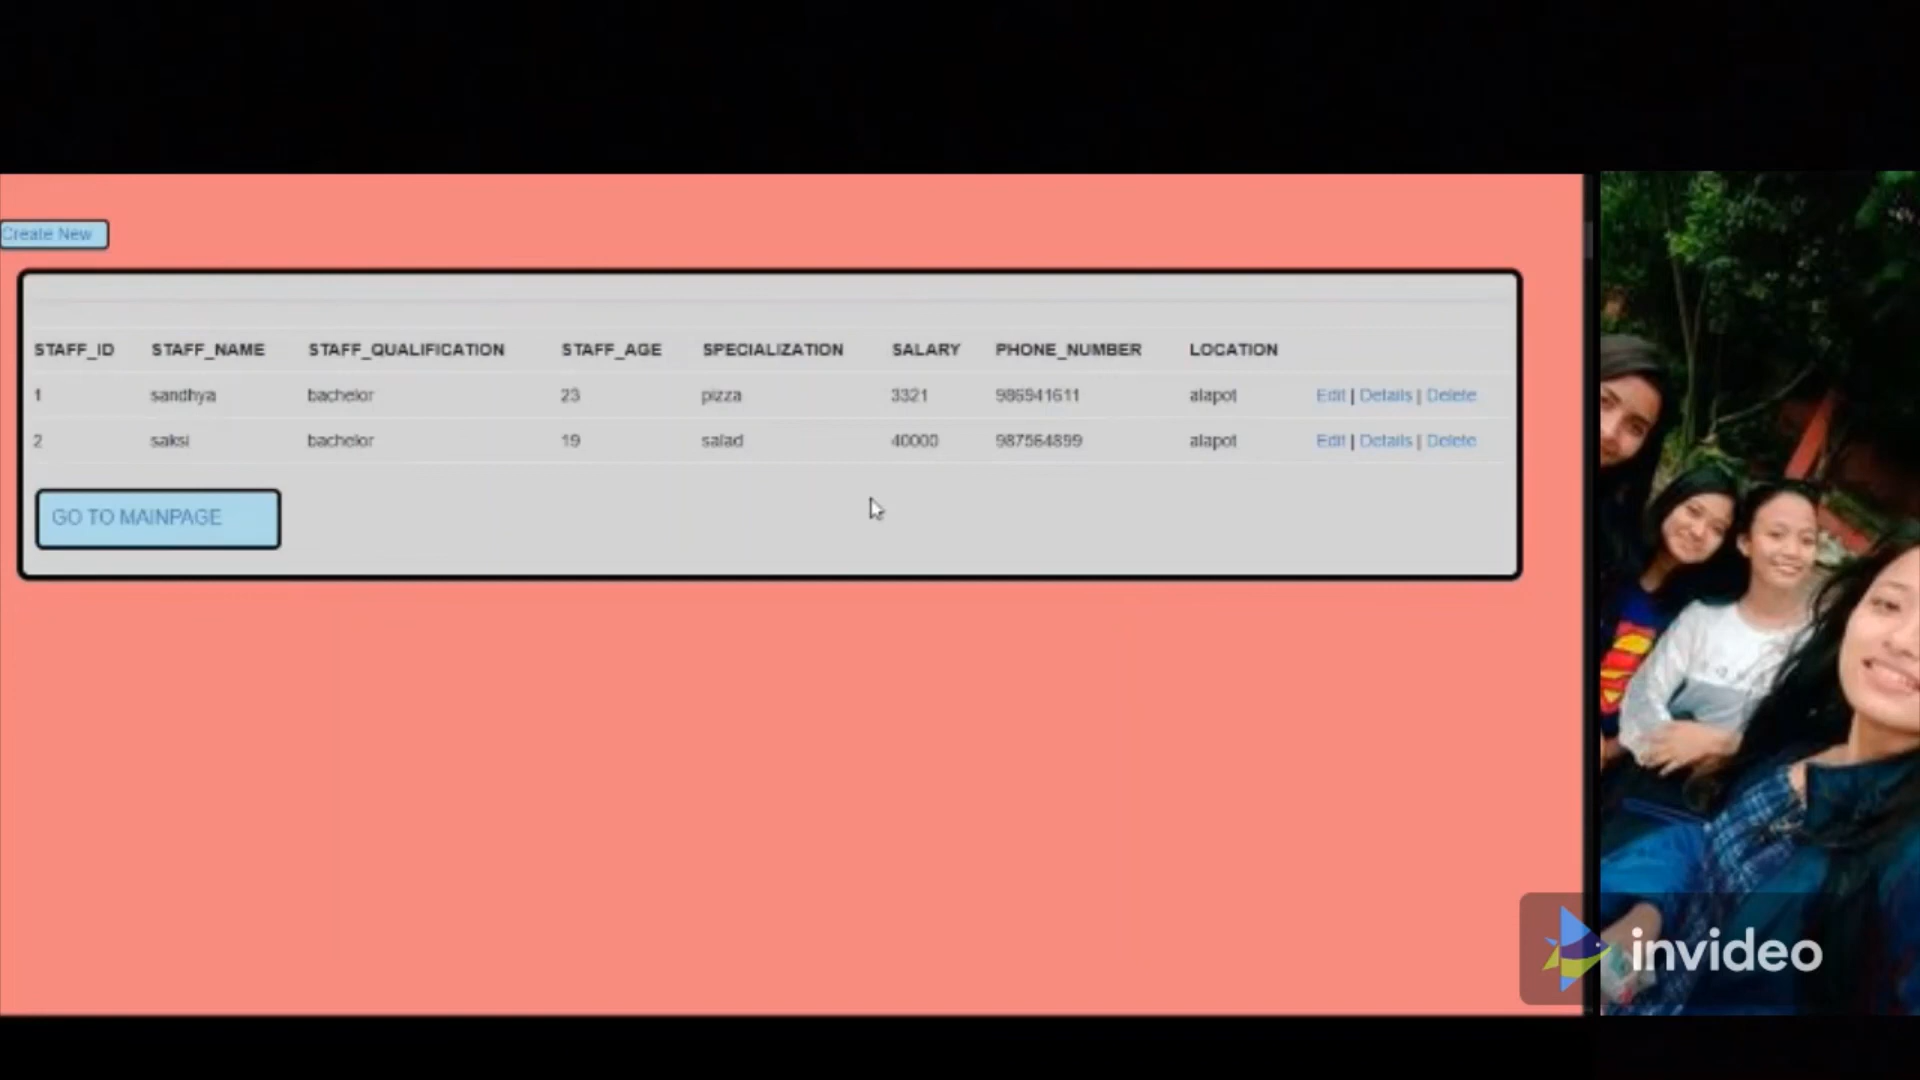 Create New
STAFF_ID STAFF_NAME STAFF_QUALIFICATION STAFF_AGE SPECIALIZATION SALARY PHONE_NUMBER LOCATION
1 sandhya bachelor 23 pizza 3321 986941611 alapot Edit | Details | Delete
2 saksi bachelor 19 salad 40000 987564899 alapot Edit | Details | Delete
GO TO MAINPAGE
invideo